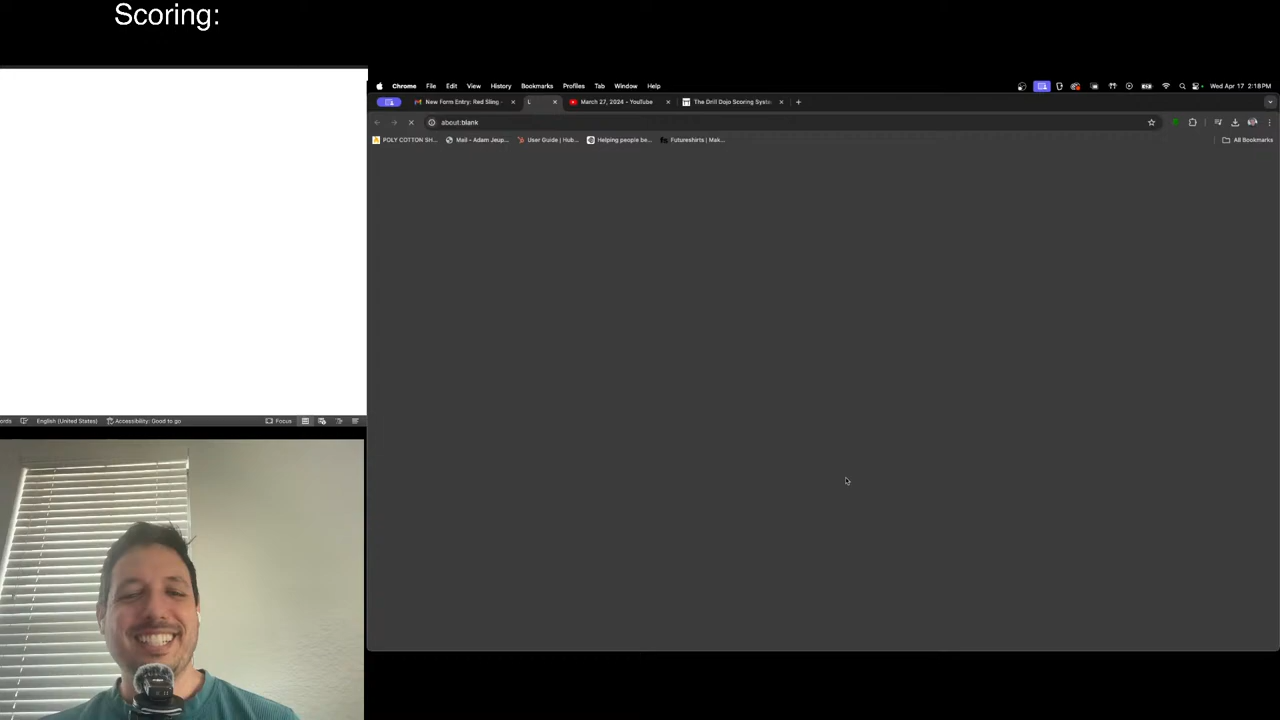 Scoring:
Chrome File Edit View History Bookmarks Profiles Tab Window Help Wed Apr 17 2:18PM
New Form Entry: Red Sling - L March 27, 2024 - YouTube The Drill Dojo Scoring Syste
about:blank
POLY COTTON SH... Mail - Adam Jeup... User Guide | Hub... Helping people be... Futureshirts | Mak... All Bookmarks
ords English (United States) Accessibility: Good to go Focus